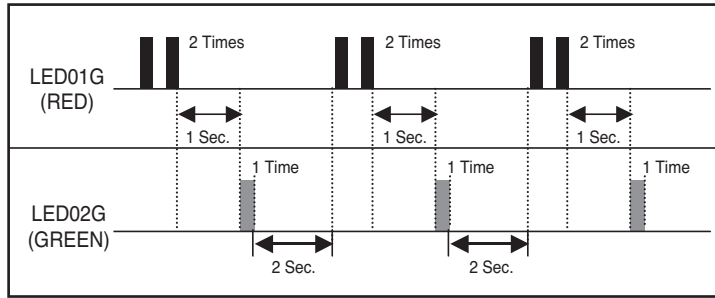 2 Times 2 Times 2 Times
LED01G
(RED)
1 Sec. 1 Sec. 1 Sec.
1 Time 1 Time 1 Time
LED02G
(GREEN)
2 Sec. 2 Sec.